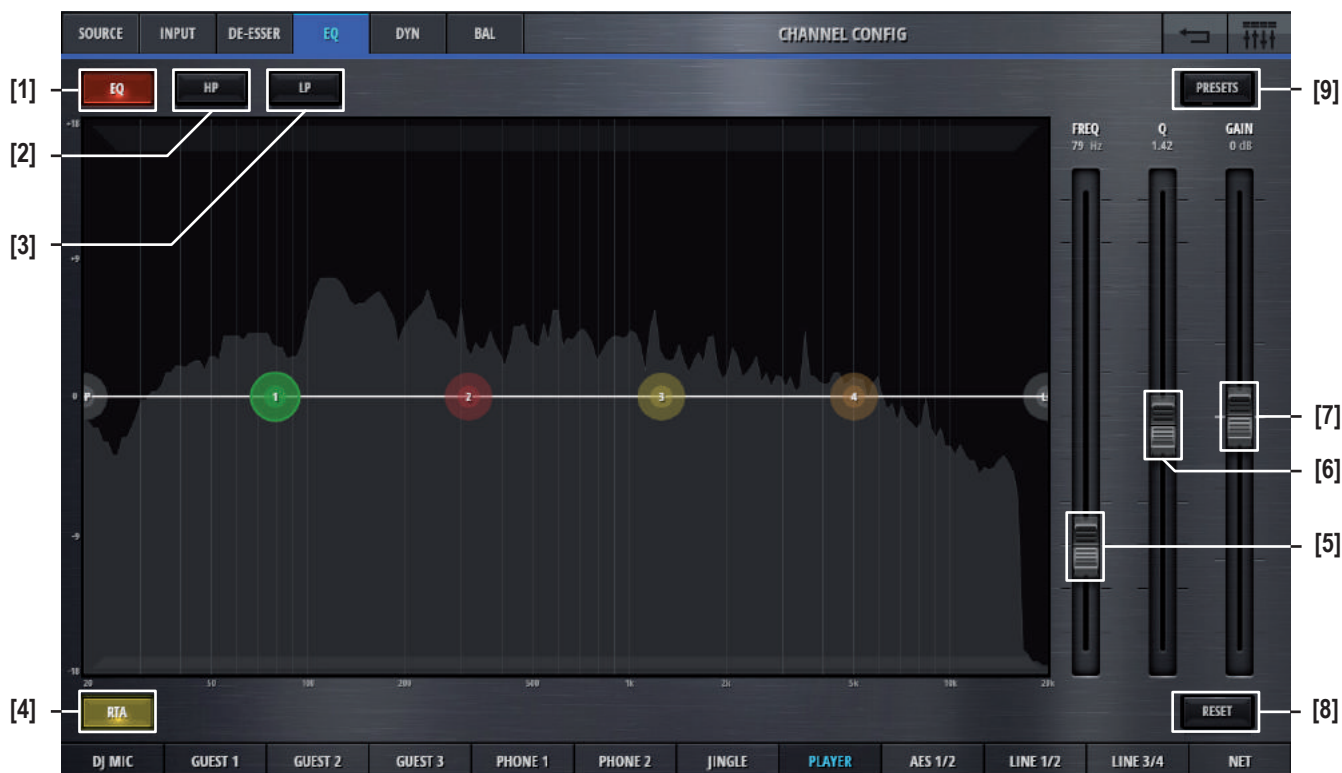 SOURCE INPUT DE-ESSER EQ DYN BAL CHANNEL CONFIG
[1] EQ HP LP PRESETS [9]
+18 FREQ Q GAIN
79 Hz 1.42 0 dB
[2]
[3]
+9
0 P 1 2 3 4 L
[7]
[6]
-9 [5]
-18
20 50 100 200 500 1k 2k 5k 10k 20k
[4] RTA RESET [8]
DJ MIC GUEST 1 GUEST 2 GUEST 3 PHONE 1 PHONE 2 JINGLE PLAYER AES 1/2 LINE 1/2 LINE 3/4 NET